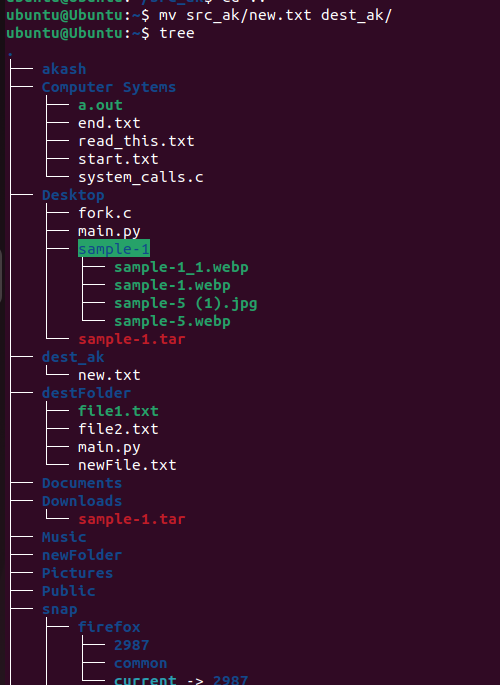 ubuntu@Ubuntu:~$ mv src_ak/new.txt dest_ak/
ubuntu@Ubuntu:~$ tree
.
├── akash
├── Computer Sytems
│   ├── a.out
│   ├── end.txt
│   ├── read_this.txt
│   ├── start.txt
│   └── system_calls.c
├── Desktop
│   ├── fork.c
│   ├── main.py
│   ├── sample-1
│   │   ├── sample-1_1.webp
│   │   ├── sample-1.webp
│   │   ├── sample-5 (1).jpg
│   │   └── sample-5.webp
│   └── sample-1.tar
├── dest_ak
│   └── new.txt
├── destFolder
│   ├── file1.txt
│   ├── file2.txt
│   ├── main.py
│   └── newFile.txt
├── Documents
├── Downloads
│   └── sample-1.tar
├── Music
├── newFolder
├── Pictures
├── Public
├── snap
│   ├── firefox
│   │   ├── 2987
│   │   ├── common
│   │   └── current -> 2987